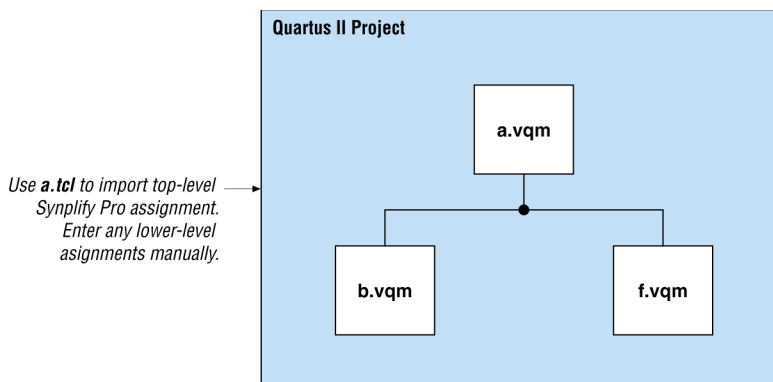 Quartus II Project
a.vqm
Use a.tcl to import top-level
Synplify Pro assignment.
Enter any lower-level
asignments manually.
b.vqm
f.vqm